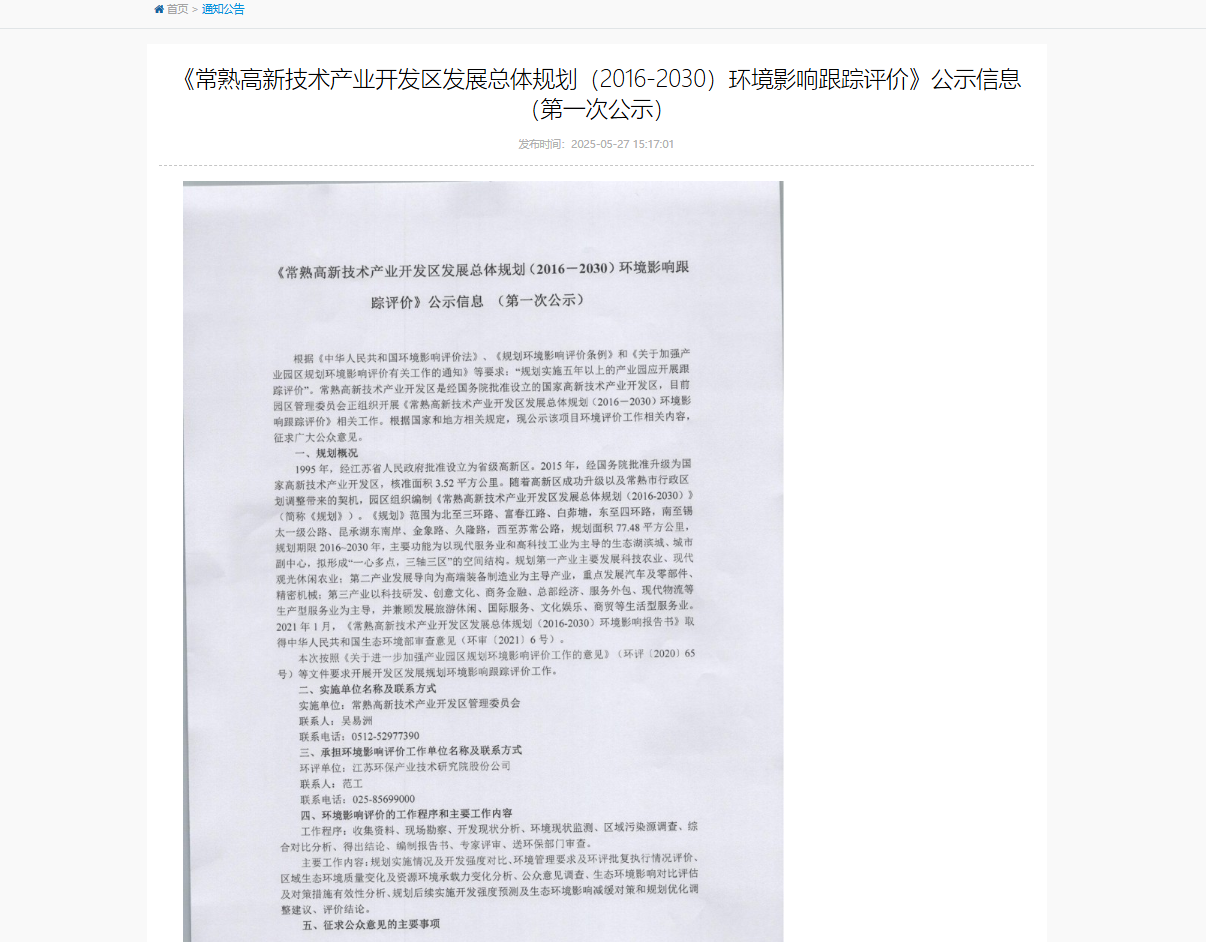 首页 > 通知公告
《常熟高新技术产业开发区发展总体规划（2016-2030）环境影响跟踪评价》公示信息
（第一次公示）
发布时间：2025-05-27 15:17:01
《常熟高新技术产业开发区发展总体规划（2016－2030）环境影响跟
踪评价》公示信息 （第一次公示）
根据《中华人民共和国环境影响评价法》、《规划环境影响评价条例》和《关于加强产
业园区规划环境影响评价有关工作的通知》等要求：“规划实施五年以上的产业园应开展跟
踪评价”。常熟高新技术产业开发区是经国务院批准设立的国家高新技术产业开发区，目前
园区管理委员会正组织开展《常熟高新技术产业开发区发展总体规划（2016－2030）环境影
响跟踪评价》相关工作。根据国家和地方相关规定，现公示该项目环境评价工作相关内容，
征求广大公众意见。
一、规划概况
1995 年，经江苏省人民政府批准设立为省级高新区。2015 年，经国务院批准升级为国
家高新技术产业开发区，核准面积 3.52 平方公里。随着高新区成功升级以及常熟市行政区
划调整带来的契机，园区组织编制《常熟高新技术产业开发区发展总体规划（2016-2030）》
（简称《规划》）。《规划》范围为北至三环路、富春江路、白茆塘，东至四环路，南至锡
太一级公路、昆承湖东南岸、金象路、久隆路，西至苏常公路，规划面积 77.48 平方公里，
规划期限 2016~2030 年，主要功能为以现代服务业和高科技工业为主导的生态湖滨城、城市
副中心，拟形成“一心多点，三轴三区”的空间结构。规划第一产业主要发展科技农业、现代
观光休闲农业；第二产业发展导向为高端装备制造业为主导产业，重点发展汽车及零部件、
精密机械；第三产业以科技研发、创意文化、商务金融、总部经济、服务外包、现代物流等
生产型服务业为主导，并兼顾发展旅游休闲、国际服务、文化娱乐、商贸等生活型服务业。
2021 年 1 月，《常熟高新技术产业开发区发展总体规划（2016-2030）环境影响报告书》取
得中华人民共和国生态环境部审查意见（环审〔2021〕6 号）。
本次按照《关于进一步加强产业园区规划环境影响评价工作的意见》（环评〔2020〕65
号）等文件要求开展开发区发展规划环境影响跟踪评价工作。
二、实施单位名称及联系方式
实施单位：常熟高新技术产业开发区管理委员会
联系人：吴易洲
联系电话：0512-52977390
三、承担环境影响评价工作单位名称及联系方式
环评单位：江苏环保产业技术研究院股份公司
联系人：范工
联系电话：025-85699000
四、环境影响评价的工作程序和主要工作内容
工作程序：收集资料、现场勘察、开发现状分析、环境现状监测、区域污染源调查、综
合对比分析、得出结论、编制报告书、专家评审、送环保部门审查。
主要工作内容：规划实施情况及开发强度对比、环境管理要求及环评批复执行情况评价、
区域生态环境质量变化及资源环境承载力变化分析、公众意见调查、生态环境影响对比评估
及对策措施有效性分析、规划后续实施开发强度预测及生态环境影响减缓对策和规划优化调
整建议、评价结论。
五、征求公众意见的主要事项